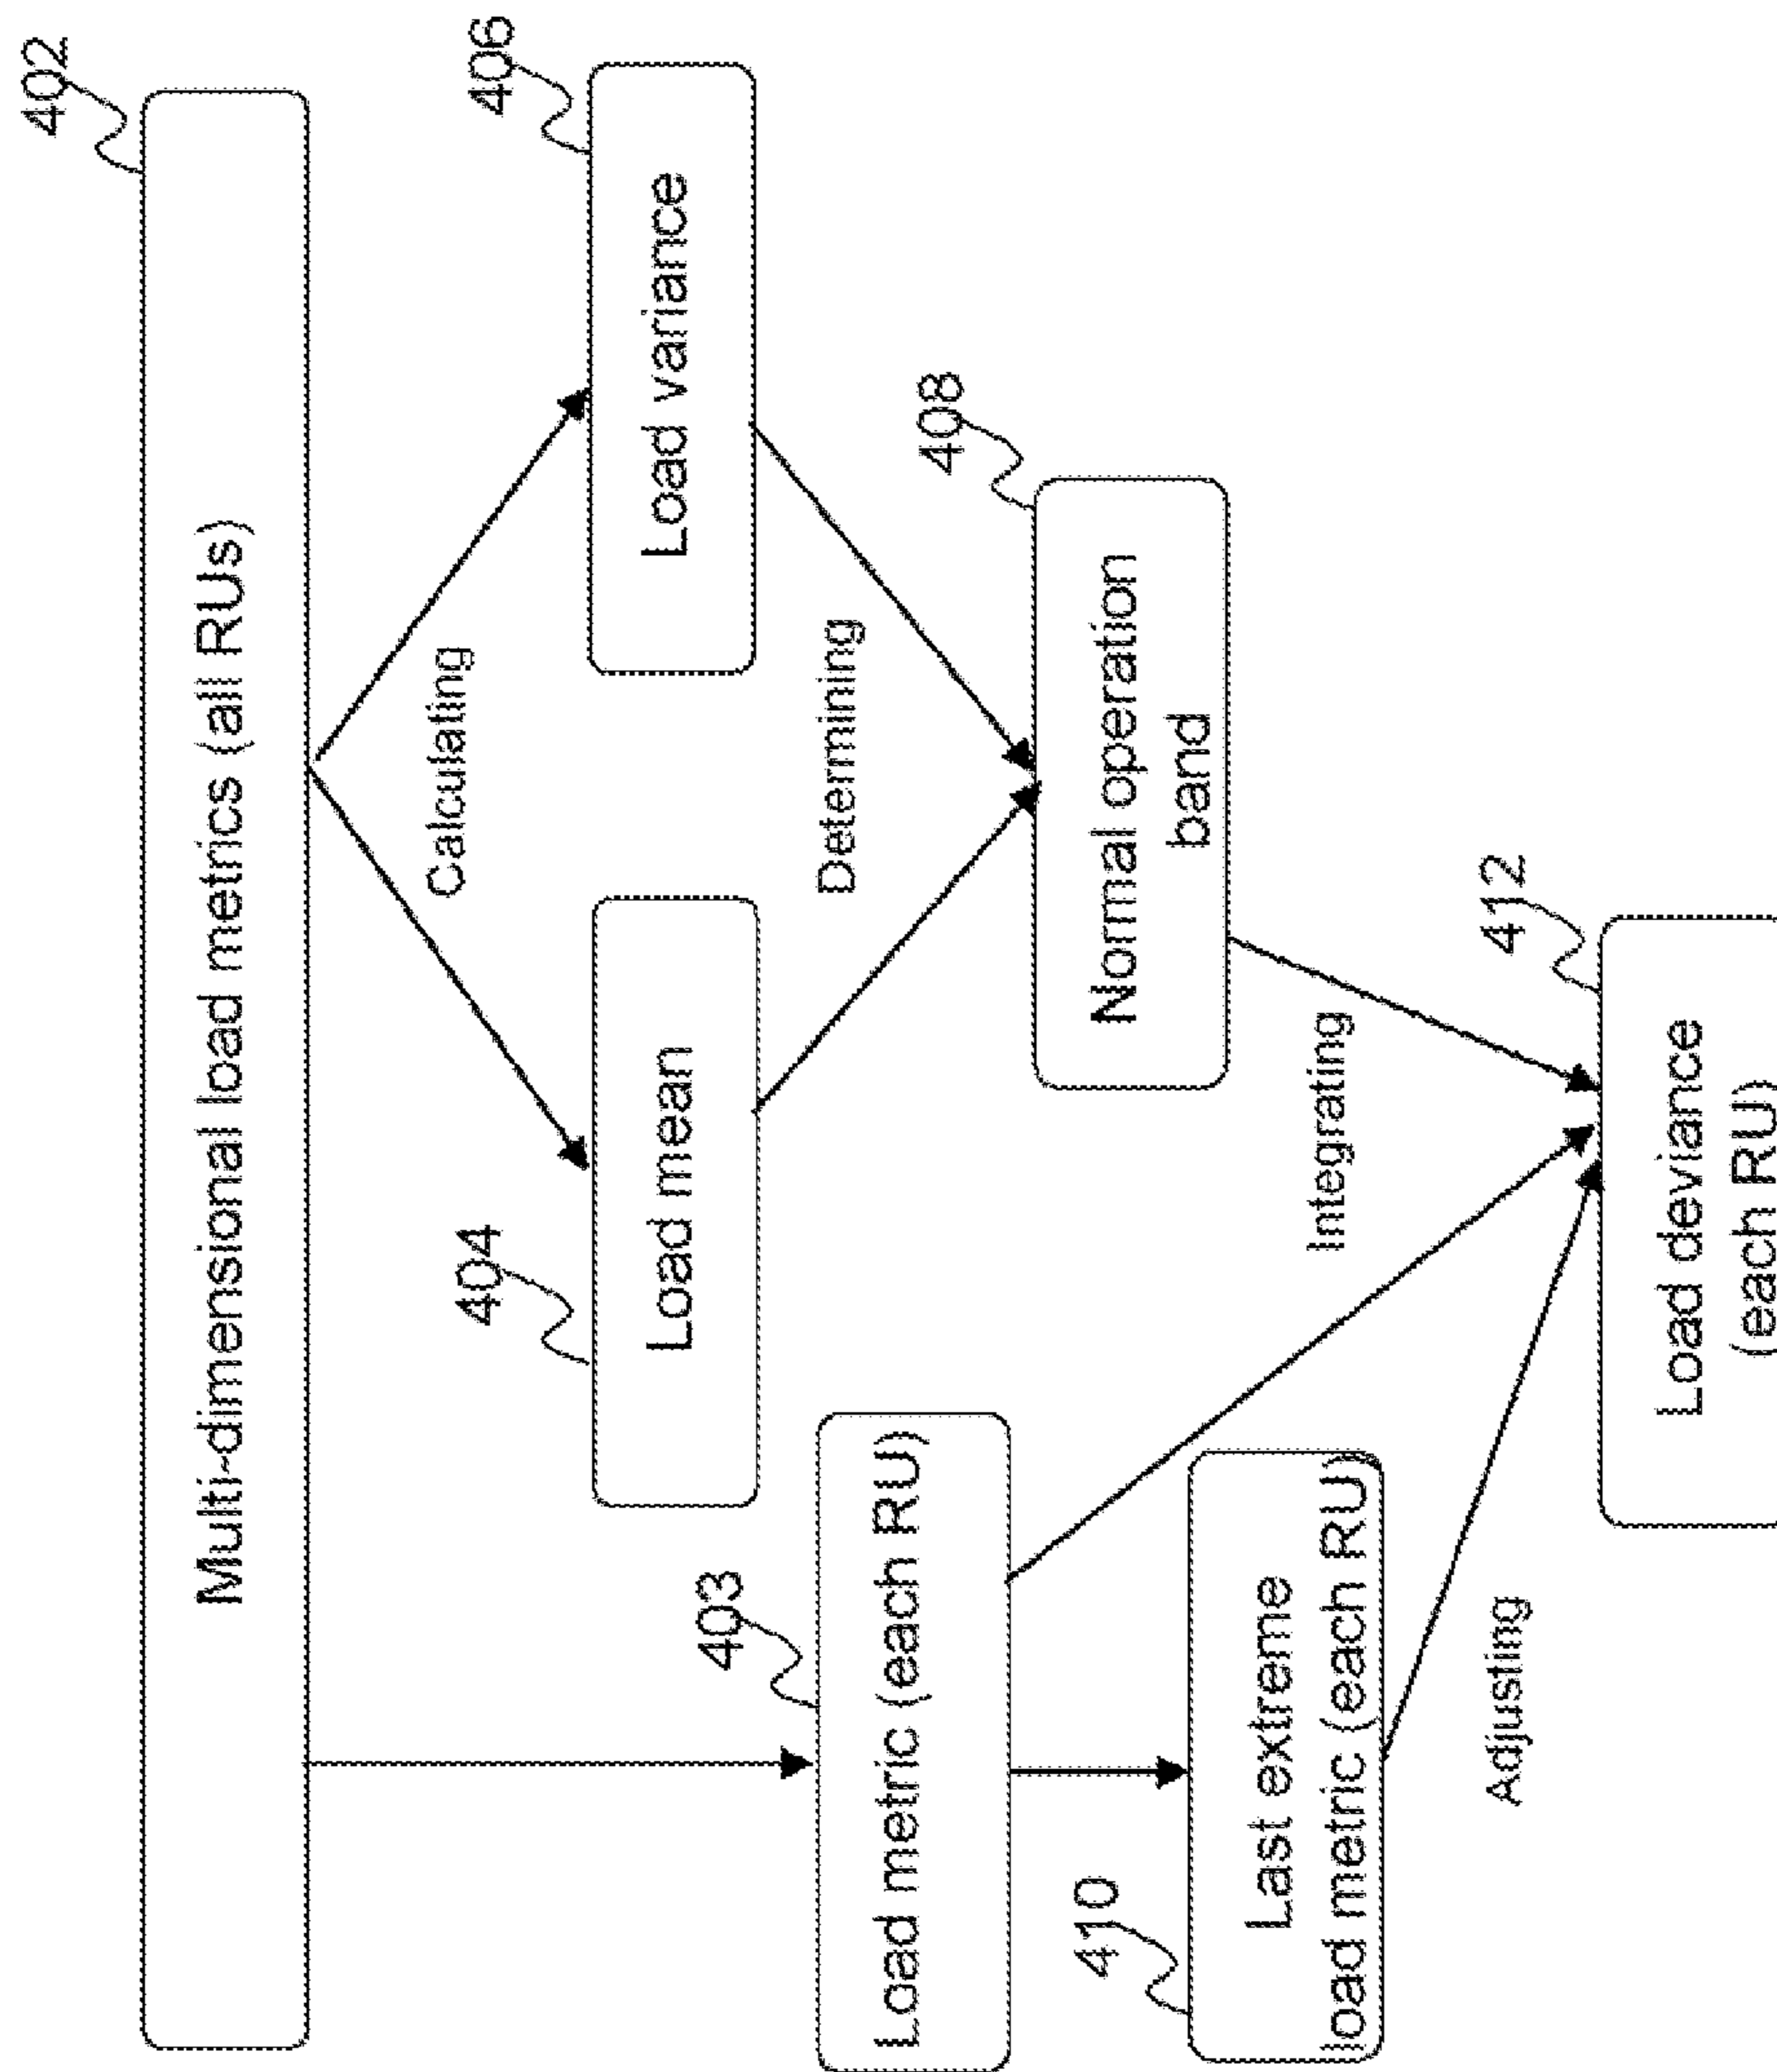 402
Multi-dimensional load metrics (all RUs)
Calculating
404
Load mean
406
Load variance
Determining
403
Load metric (each RU)
408
Normal operation
band
410
Last extreme
load metric (each RU)
Integrating
Adjusting
412
Load deviance
(each RU)